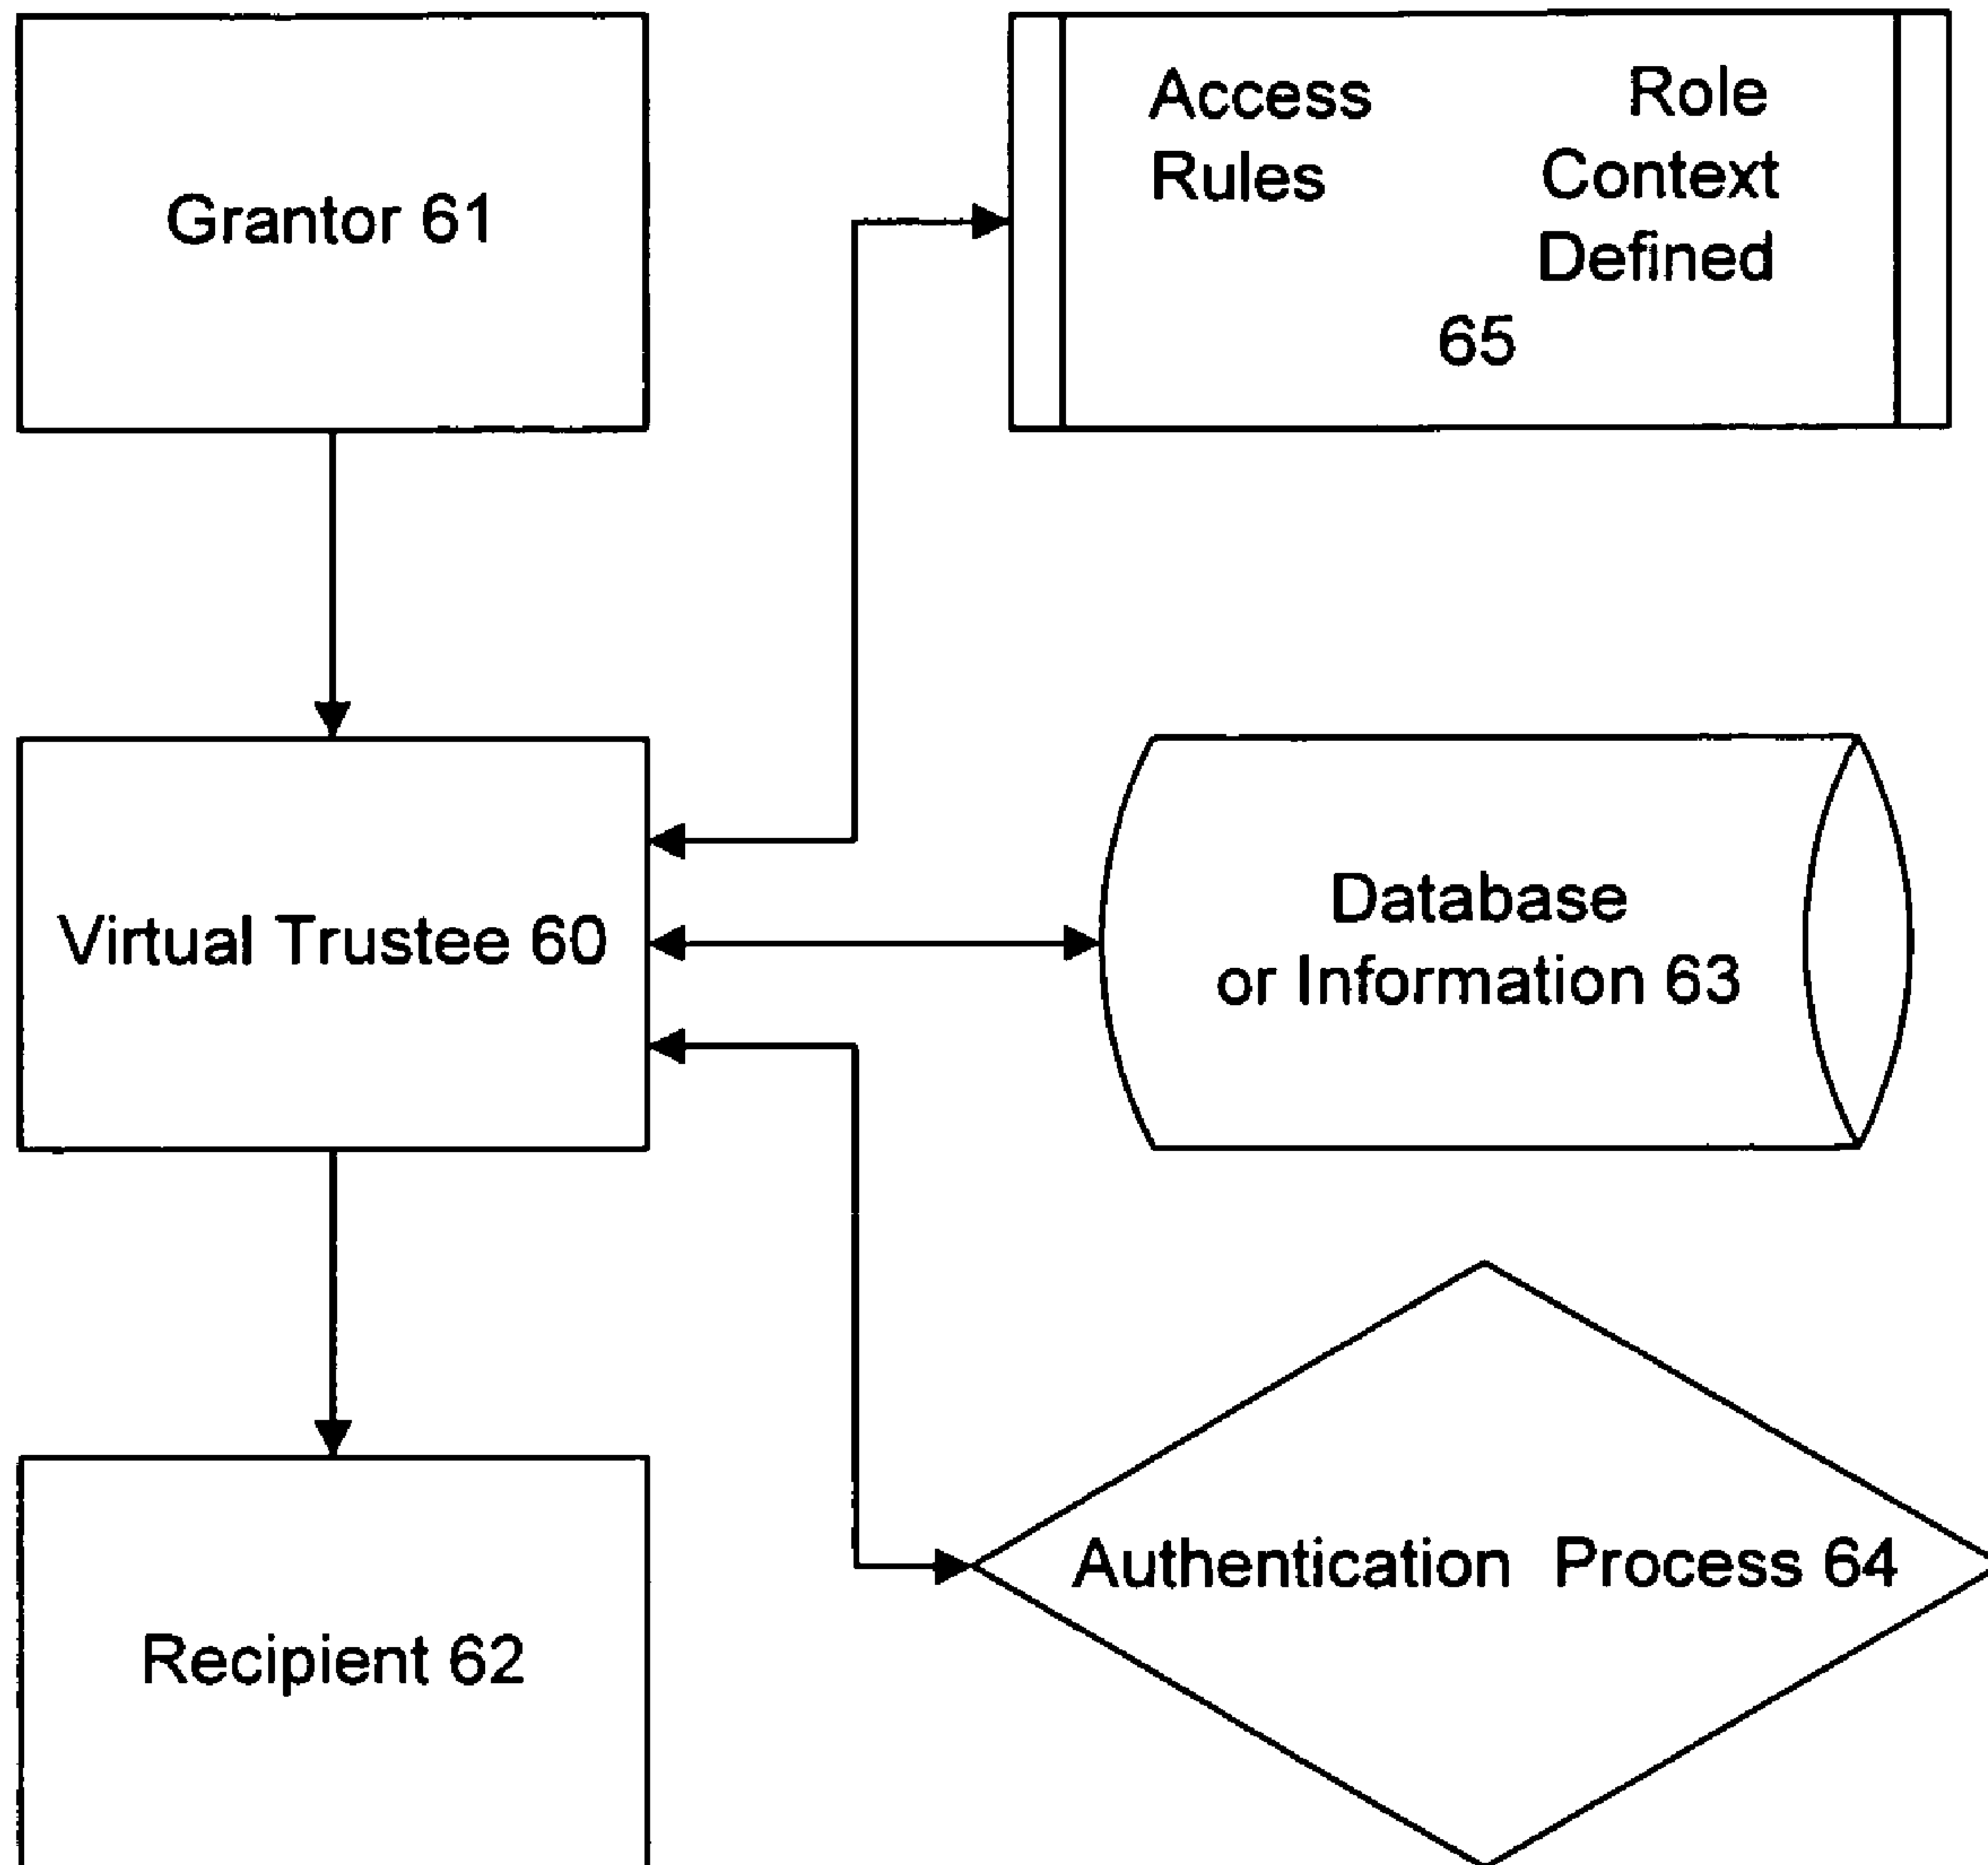 Grantor 61
Access Role
Rules Context
Defined
65
Virtual Trustee 60
Database
or Information 63
Authentication Process 64
Recipient 62